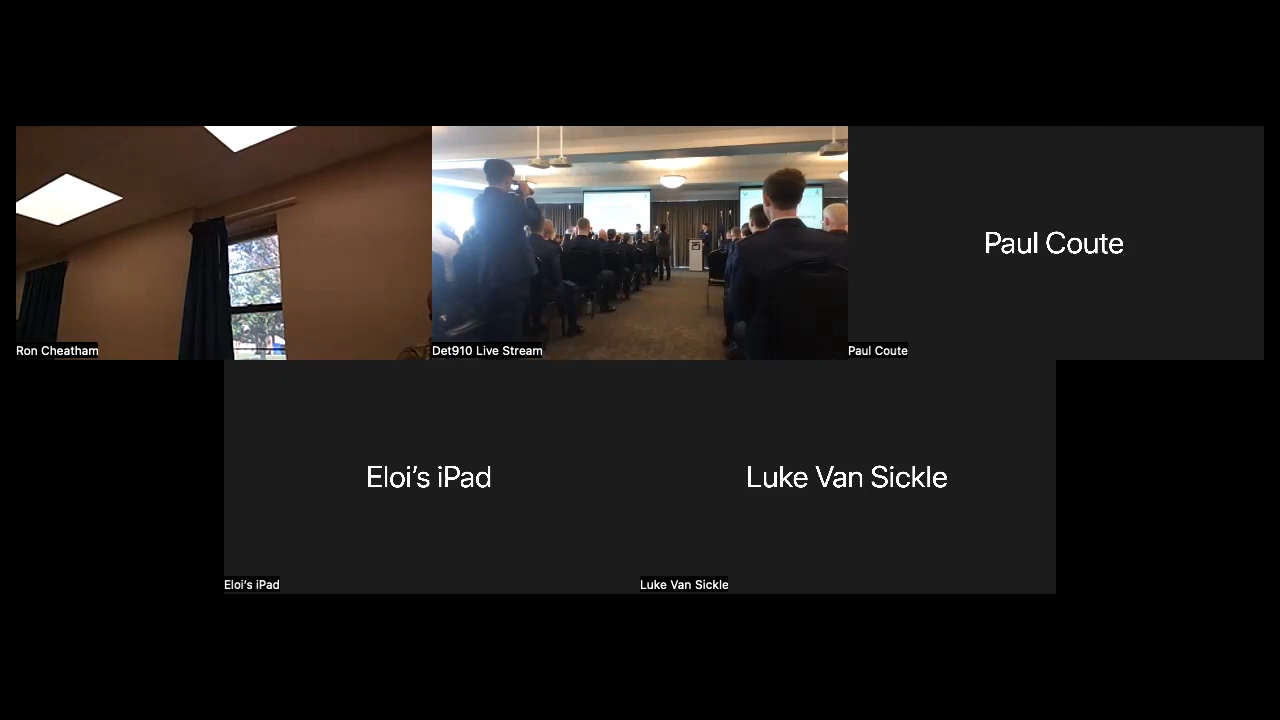 Paul Coute
Ron Cheatham
Det910 Live Stream
Paul Coute
Eloi’s iPad
Luke Van Sickle
Eloi’s iPad
Luke Van Sickle